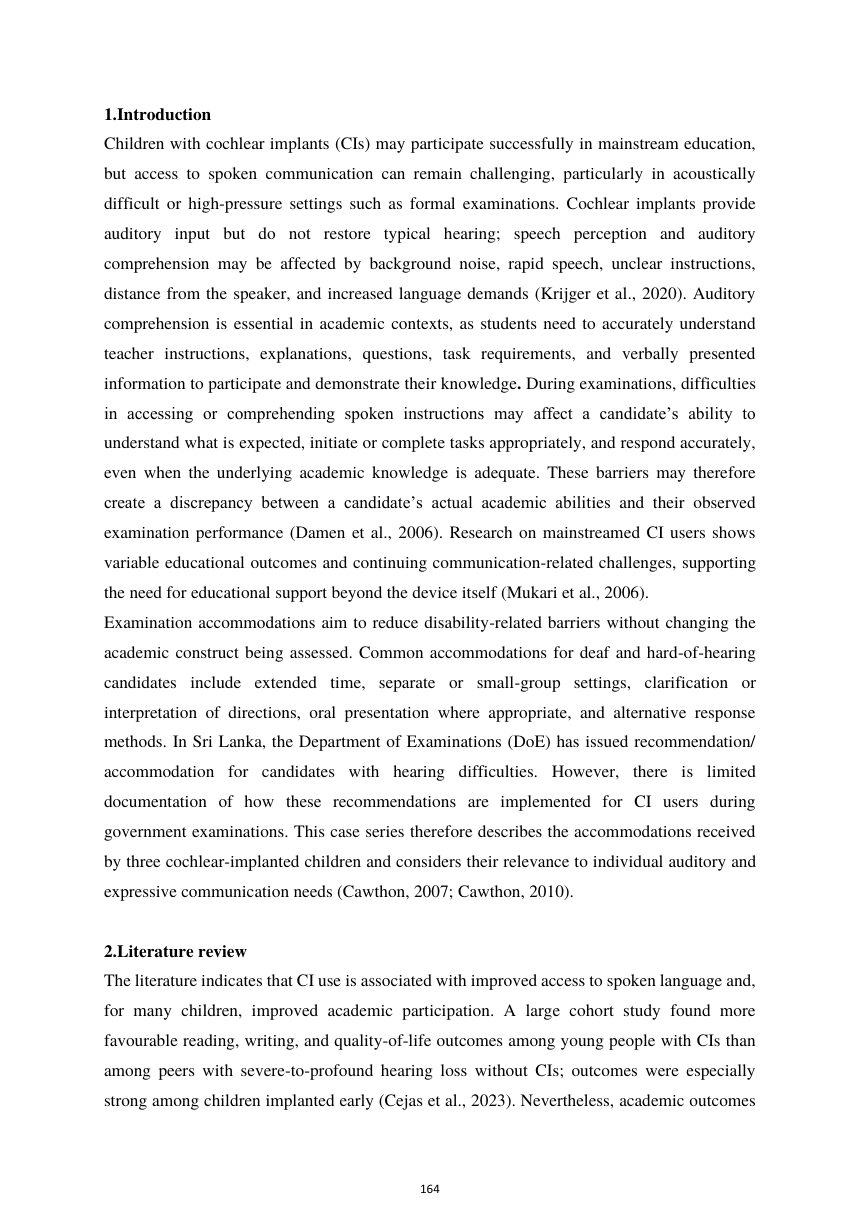 1.Introduction
Children with cochlear implants (CIs) may participate successfully in mainstream education,
but access to spoken communication can remain challenging, particularly in acoustically
difficult or high-pressure settings such as formal examinations. Cochlear implants provide
auditory input but do not restore typical hearing; speech perception and auditory
comprehension may be affected by background noise, rapid speech, unclear instructions,
distance from the speaker, and increased language demands (Krijger et al., 2020). Auditory
comprehension is essential in academic contexts, as students need to accurately understand
teacher instructions, explanations, questions, task requirements, and verbally presented
information to participate and demonstrate their knowledge. During examinations, difficulties
in accessing or comprehending spoken instructions may affect a candidate’s ability to
understand what is expected, initiate or complete tasks appropriately, and respond accurately,
even when the underlying academic knowledge is adequate. These barriers may therefore
create a discrepancy between a candidate’s actual academic abilities and their observed
examination performance (Damen et al., 2006). Research on mainstreamed CI users shows
variable educational outcomes and continuing communication-related challenges, supporting
the need for educational support beyond the device itself (Mukari et al., 2006).
Examination accommodations aim to reduce disability-related barriers without changing the
academic construct being assessed. Common accommodations for deaf and hard-of-hearing
candidates include extended time, separate or small-group settings, clarification or
interpretation of directions, oral presentation where appropriate, and alternative response
methods. In Sri Lanka, the Department of Examinations (DoE) has issued recommendation/
accommodation for candidates with hearing difficulties. However, there is limited
documentation of how these recommendations are implemented for CI users during
government examinations. This case series therefore describes the accommodations received
by three cochlear-implanted children and considers their relevance to individual auditory and
expressive communication needs (Cawthon, 2007; Cawthon, 2010).
2.Literature review
The literature indicates that CI use is associated with improved access to spoken language and,
for many children, improved academic participation. A large cohort study found more
favourable reading, writing, and quality-of-life outcomes among young people with CIs than
among peers with severe-to-profound hearing loss without CIs; outcomes were especially
strong among children implanted early (Cejas et al., 2023). Nevertheless, academic outcomes
164